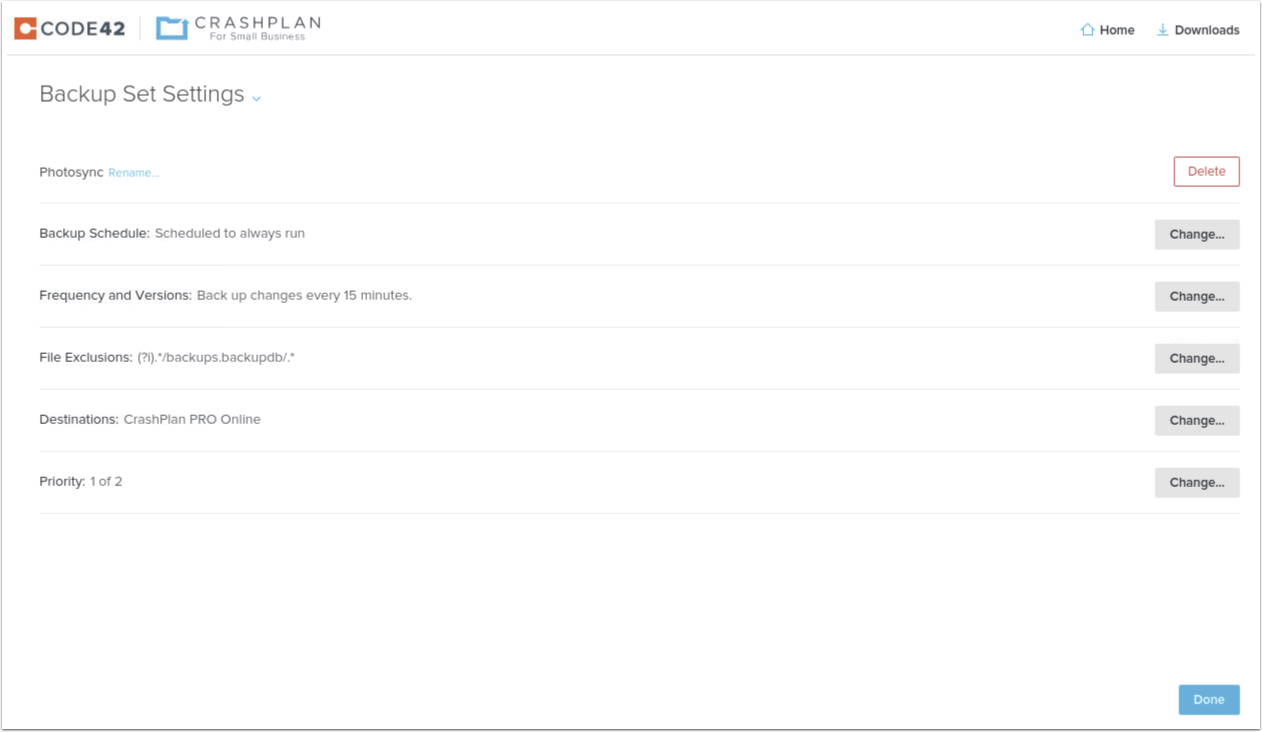 CODE42 CRASHPLAN
For Small Business
Home Downloads
Backup Set Settings
Photosync Rename... Delete
Backup Schedule: Scheduled to always run Change...
Frequency and Versions: Back up changes every 15 minutes. Change...
File Exclusions: (?i).*/backups.backupdb/.* Change...
Destinations: CrashPlan PRO Online Change...
Priority: 1 of 2 Change...
Done